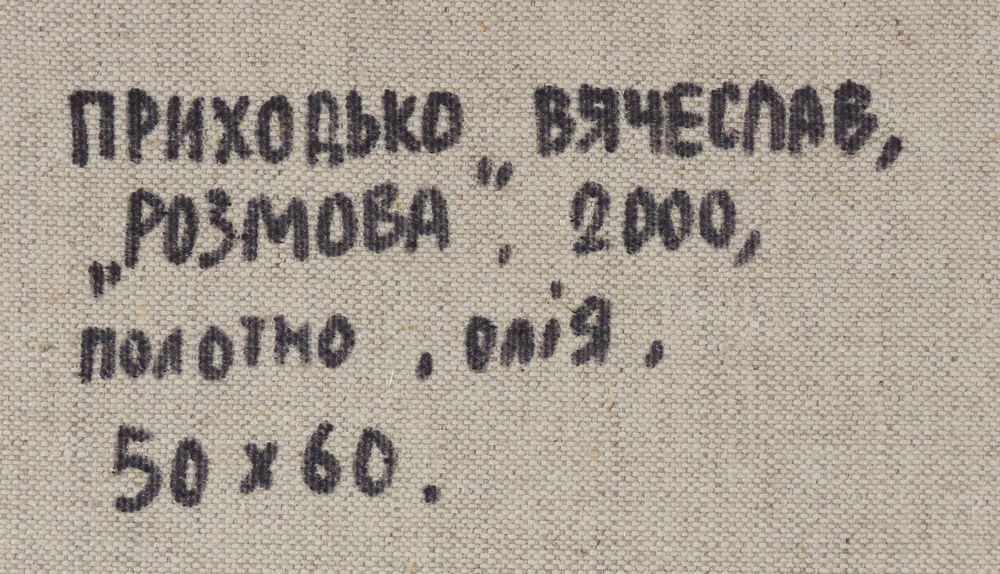 ПРИХОДЬКО ВЯЧЕСЛАВ,
„РОЗМОВА", 2000,
полотно, олія,
50 х 60.